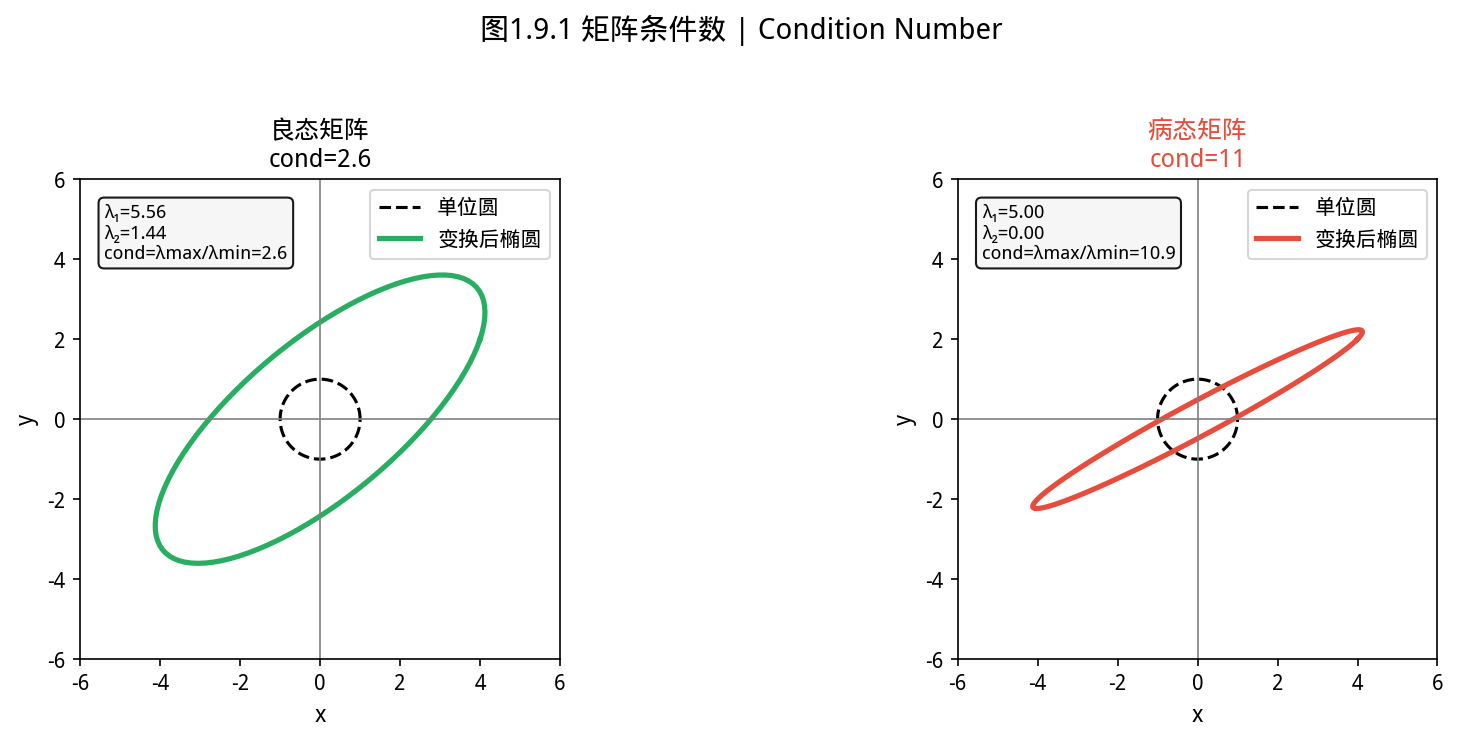 图1.9.1 矩阵条件数 | Condition Number
良态矩阵
cond=2.6
λ₁=5.56
λ₂=1.44
cond=λmax/λmin=2.6
单位圆
变换后椭圆
6
4
2
0
-2
-4
-6
y
-6 -4 -2 0 2 4 6
x
病态矩阵
cond=11
λ₁=5.00
λ₂=0.00
cond=λmax/λmin=10.9
单位圆
变换后椭圆
6
4
2
0
-2
-4
-6
y
-6 -4 -2 0 2 4 6
x